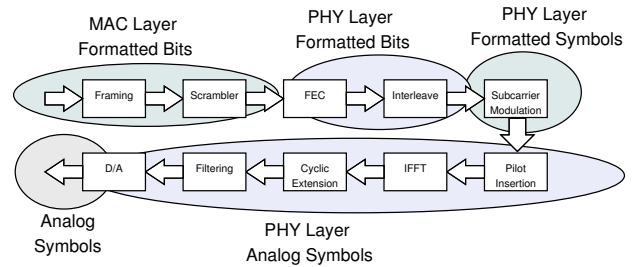 MAC Layer
Formatted Bits
PHY Layer
Formatted Bits
PHY Layer
Formatted Symbols
Framing
Scrambler
FEC
Interleave
Subcarrier
Modulation
D/A
Filtering
Cyclic
Extension
IFFT
Pilot
Insertion
Analog
Symbols
PHY Layer
Analog Symbols